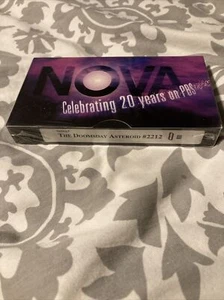 NOVA
Celebrating 20 years on PBS
THE DOOMSDAY ASTEROID #2212